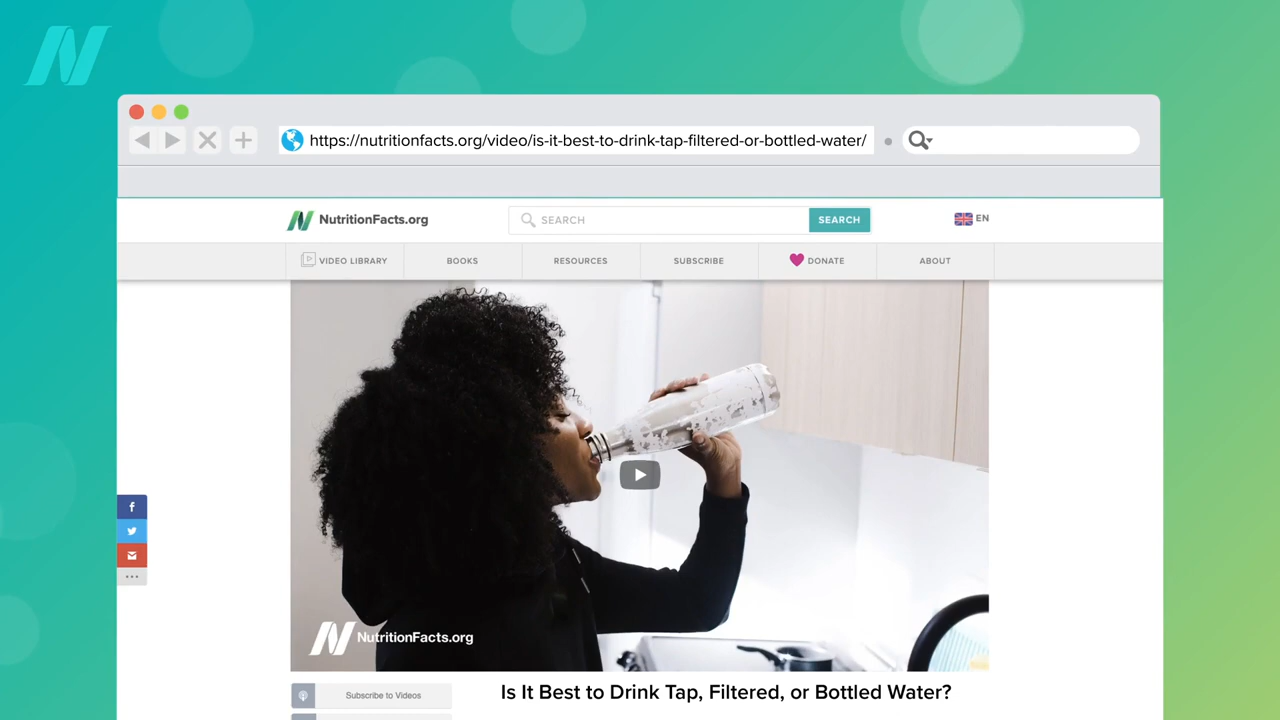 https://nutritionfacts.org/video/is-it-best-to-drink-tap-filtered-or-bottled-water/
NutritionFacts.org
SEARCH
SEARCH
EN
VIDEO LIBRARY
BOOKS
RESOURCES
SUBSCRIBE
DONATE
ABOUT
NutritionFacts.org
Subscribe to Videos
Is It Best to Drink Tap, Filtered, or Bottled Water?